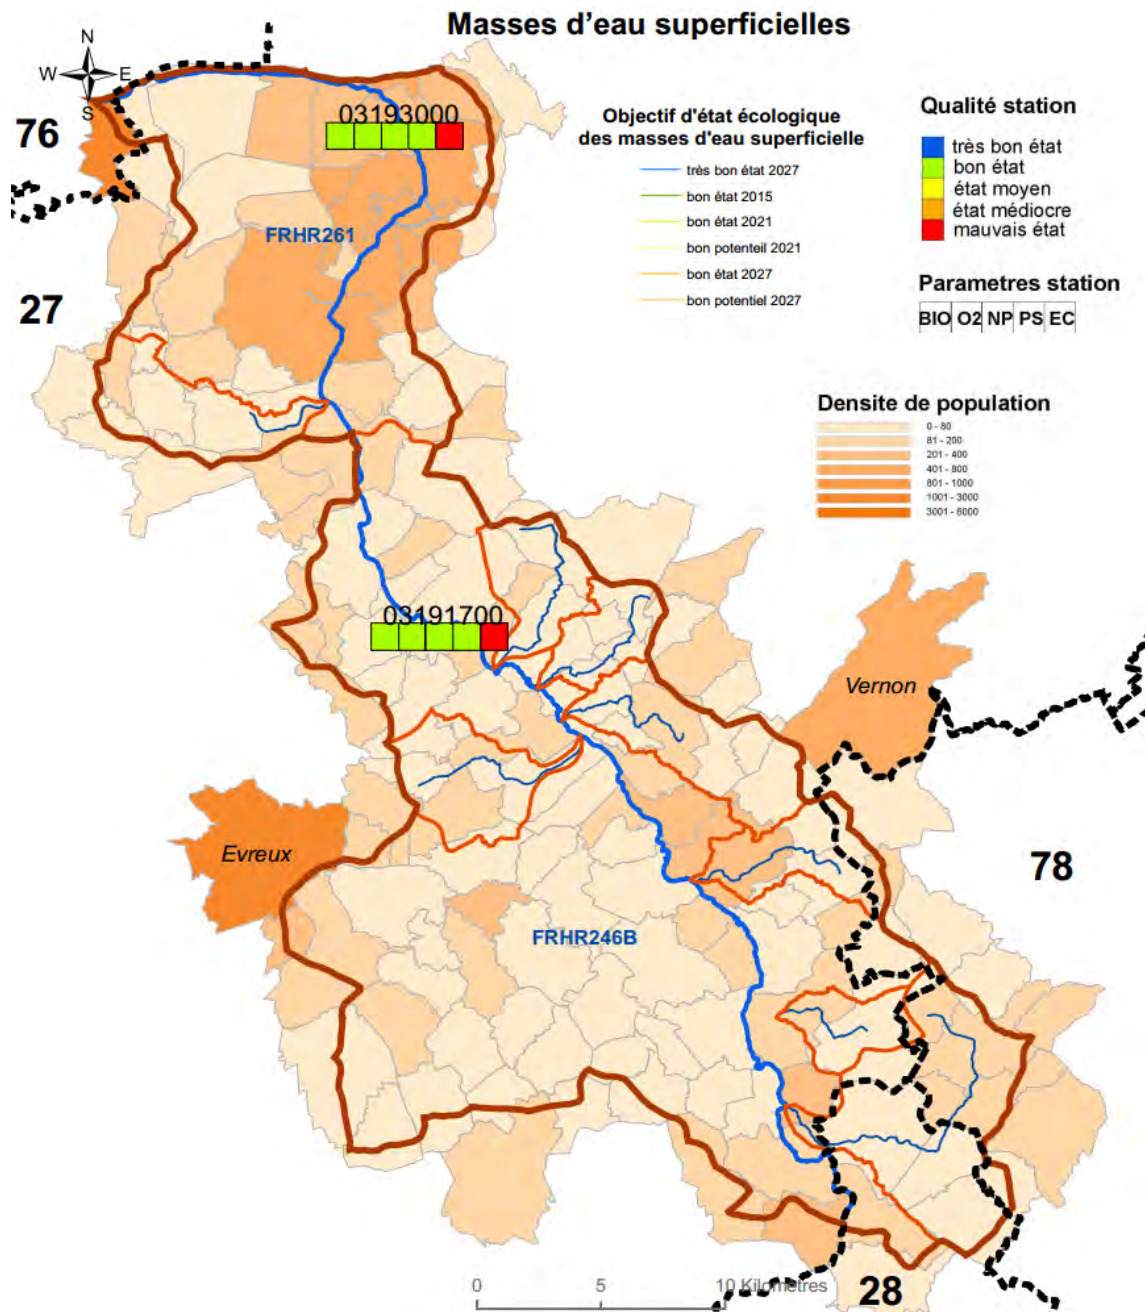 Masses d'eau superficielles
N
W E
S
76
27
03193000
FRHR261
Objectif d'état écologique
des masses d'eau superficielle
très bon état 2027
bon état 2015
bon état 2021
bon potenteil 2021
bon état 2027
bon potentiel 2027
Qualité station
très bon état
bon état
état moyen
état médiocre
mauvais état
Parametres station
BIO O2 NP PS EC
Densite de population
0 - 80
81 - 200
201 - 400
401 - 800
801 - 1000
1001 - 3000
3001 - 6000
03191700
Vernon
Evreux
78
FRHR246B
0 5 10 Kilomètres
28